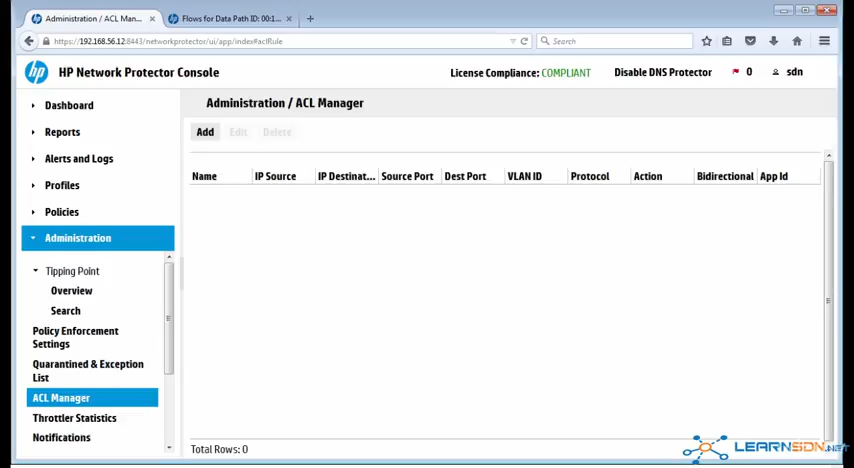 Administration / ACL Man...
Flows for Data Path ID: 00:1...
https://192.168.56.12:8443/networkprotector/ui/app/index#aclRule
Search
hp
HP Network Protector Console
License Compliance: COMPLIANT
Disable DNS Protector
0
sdn
Dashboard
Reports
Alerts and Logs
Profiles
Policies
Administration
Tipping Point
Overview
Search
Policy Enforcement
Settings
Quarantined & Exception
List
ACL Manager
Throttler Statistics
Notifications
Administration / ACL Manager
Add Edit Delete
Name IP Source IP Destinat... Source Port Dest Port VLAN ID Protocol Action Bidirectional App Id
Total Rows: 0
LEARNSDN.NET